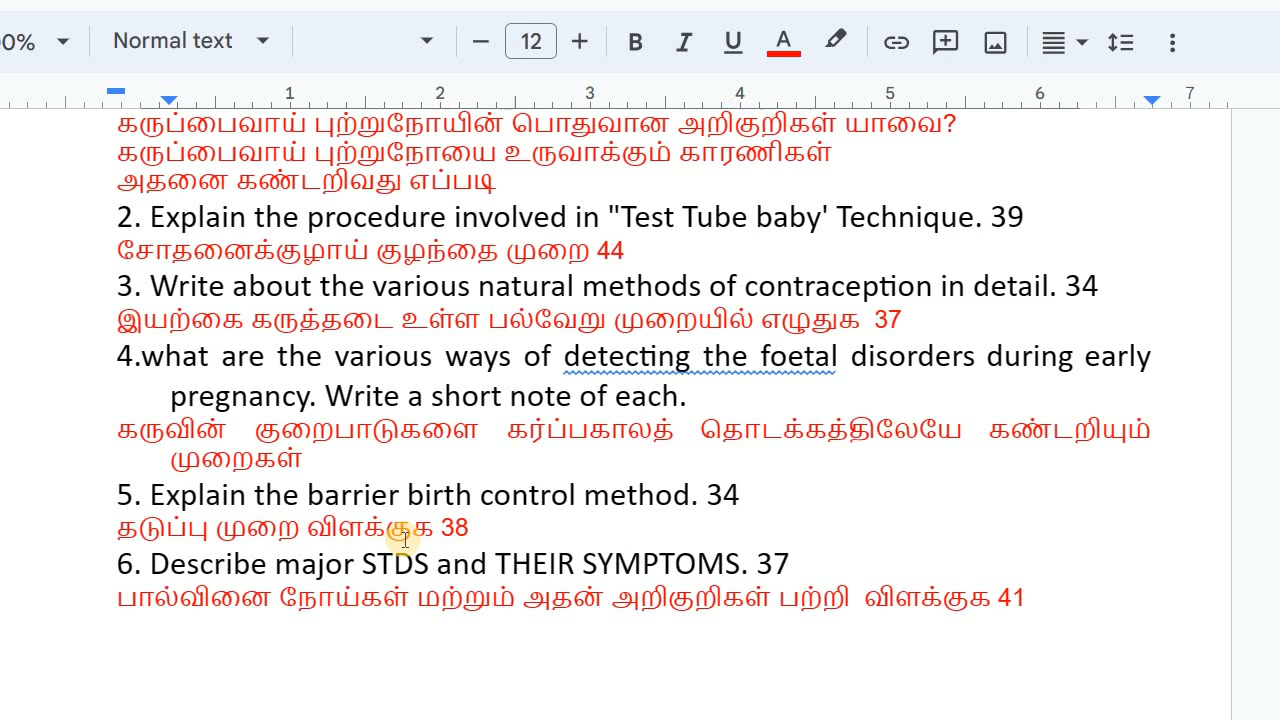 00%
Normal text
12
B I U A
1 2 3 4 5 6 7
கருப்பைவாய் புற்றுநோயின் பொதுவான அறிகுறிகள் யாவை?
கருப்பைவாய் புற்றுநோயை உருவாக்கும் காரணிகள்
அதனை கண்டறிவது எப்படி
2. Explain the procedure involved in "Test Tube baby' Technique. 39
சோதனைக்குழாய் குழந்தை முறை 44
3. Write about the various natural methods of contraception in detail. 34
இயற்கை கருத்தடை உள்ள பல்வேறு முறையில் எழுதுக 37
4.what are the various ways of detecting the foetal disorders during early
pregnancy. Write a short note of each.
கருவின் குறைபாடுகளை கர்ப்பகாலத் தொடக்கத்திலேயே கண்டறியும்
முறைகள்
5. Explain the barrier birth control method. 34
தடுப்பு முறை விளக்குக 38
6. Describe major STDS and THEIR SYMPTOMS. 37
பால்வினை நோய்கள் மற்றும் அதன் அறிகுறிகள் பற்றி விளக்குக 41